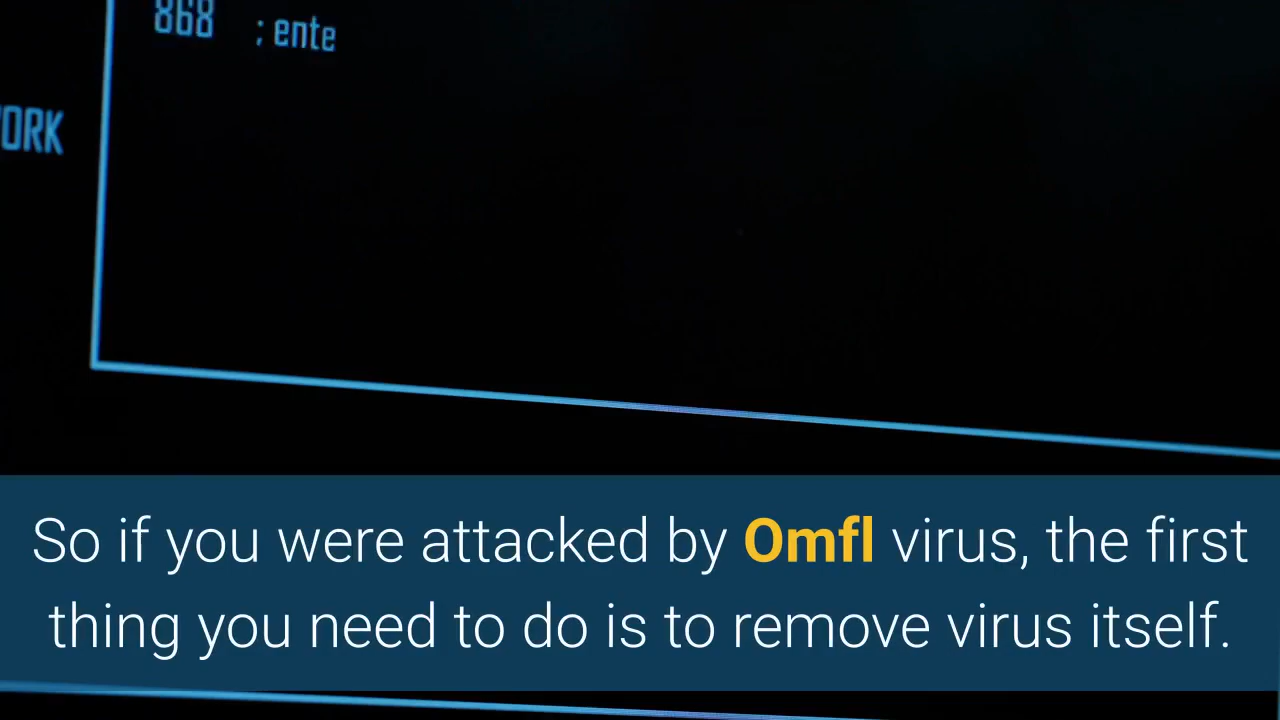 868 ; ente
ORK
So if you were attacked by Omfl virus, the first
thing you need to do is to remove virus itself.